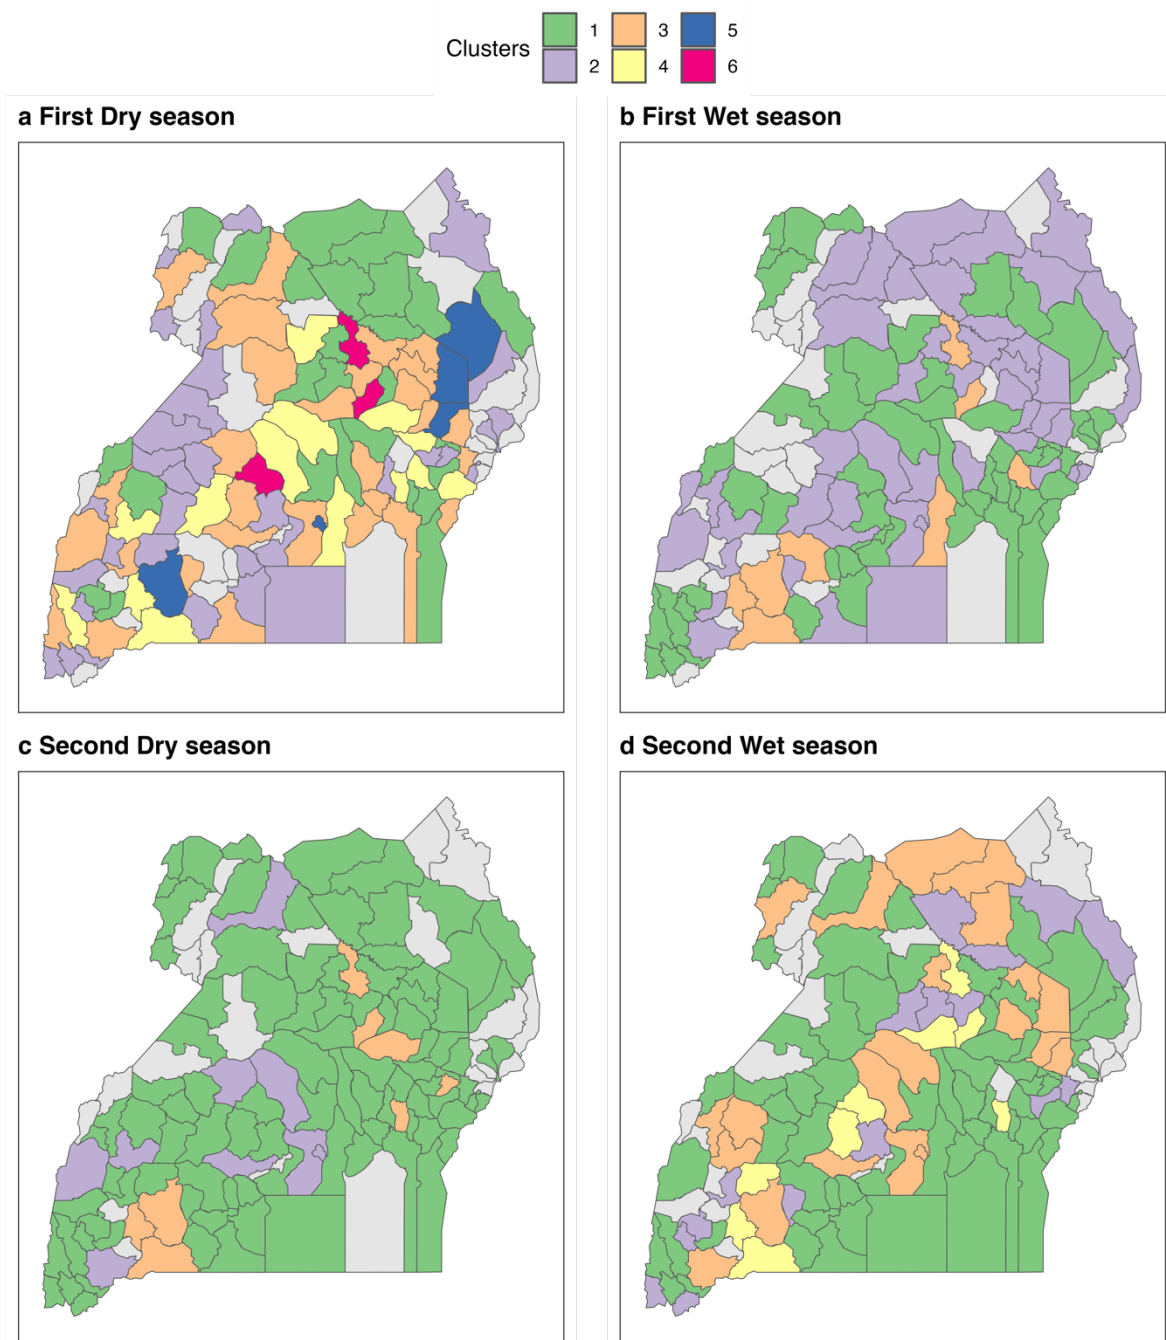 Clusters
1 3 5
2 4 6
a First Dry season
b First Wet season
c Second Dry season
d Second Wet season